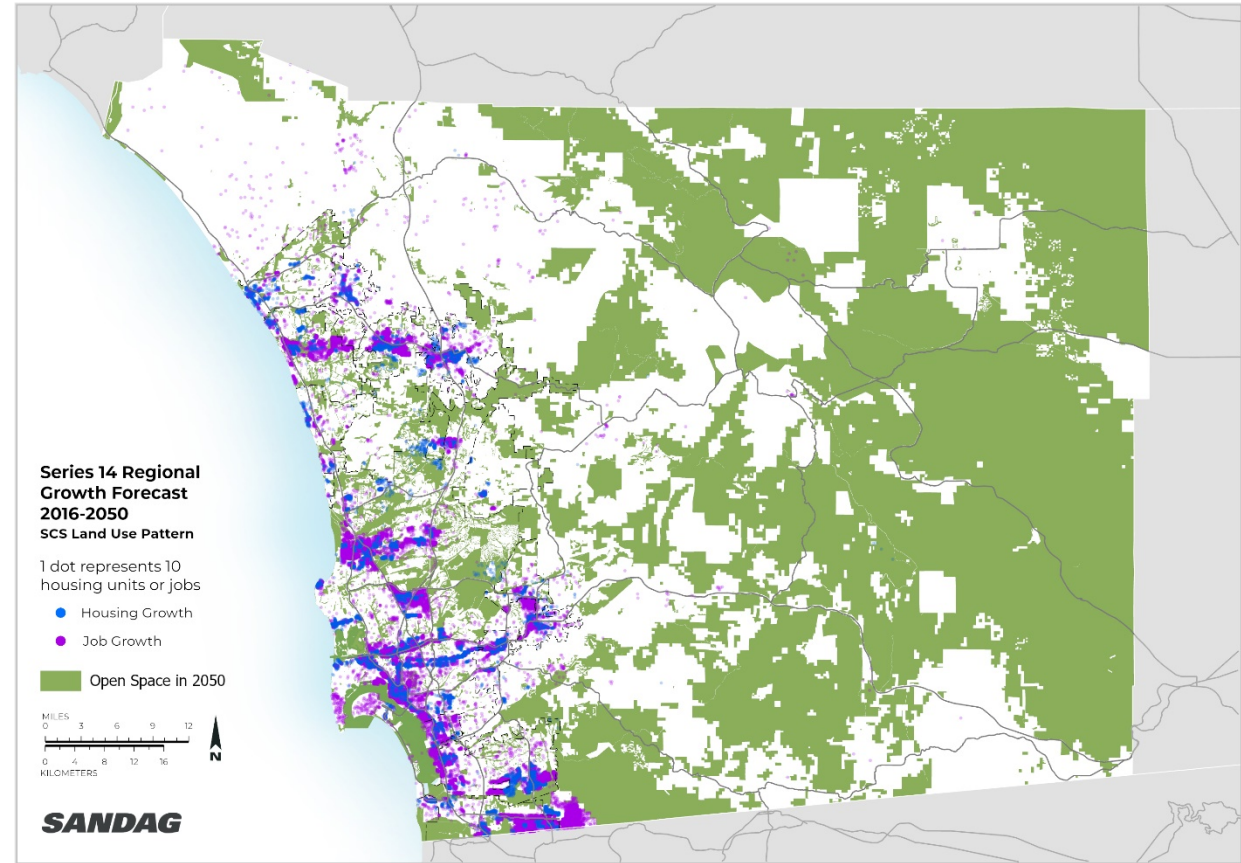 Series 14 Regional
Growth Forecast
2016-2050
SCS Land Use Pattern
1 dot represents 10
housing units or jobs
Housing Growth
Job Growth
Open Space in 2050
MILES
0 3 6 9 12
0 4 8 12 16
KILOMETERS
N
SANDAG